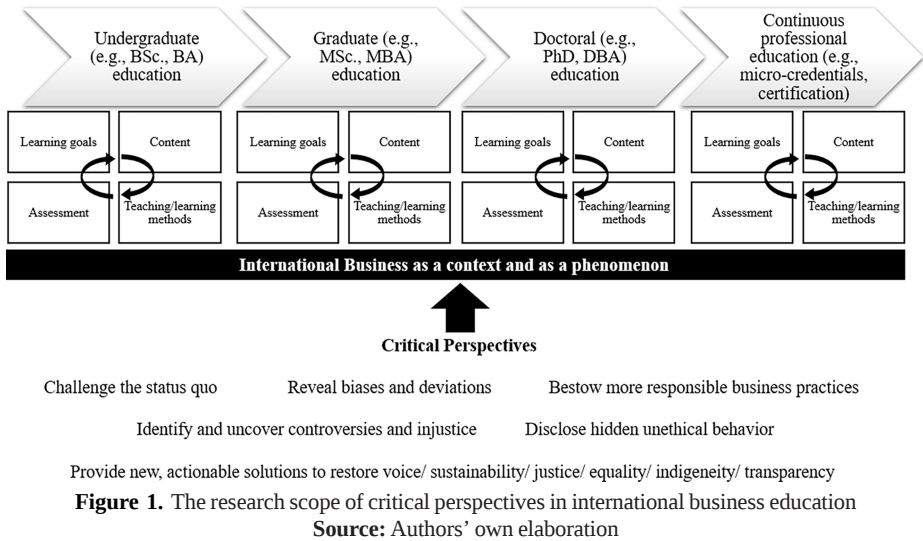 Undergraduate
(e.g., BSc., BA)
education
Graduate (e.g.,
MSc., MBA)
education
Doctoral (e.g.,
PhD, DBA)
education
Continuous
professional
education (e.g.,
micro-credentials,
certification)
Learning goals
Content
Assessment
Teaching/learning
methods
Learning goals
Content
Assessment
Teaching/learning
methods
Learning goals
Content
Assessment
Teaching/learning
methods
Learning goals
Content
Assessment
Teaching/learning
methods
International Business as a context and as a phenomenon
Critical Perspectives
Challenge the status quo
Reveal biases and deviations
Bestow more responsible business practices
Identify and uncover controversies and injustice
Disclose hidden unethical behavior
Provide new, actionable solutions to restore voice/ sustainability/ justice/ equality/ indigeneity/ transparency
Figure 1. The research scope of critical perspectives in international business education
Source: Authors’ own elaboration